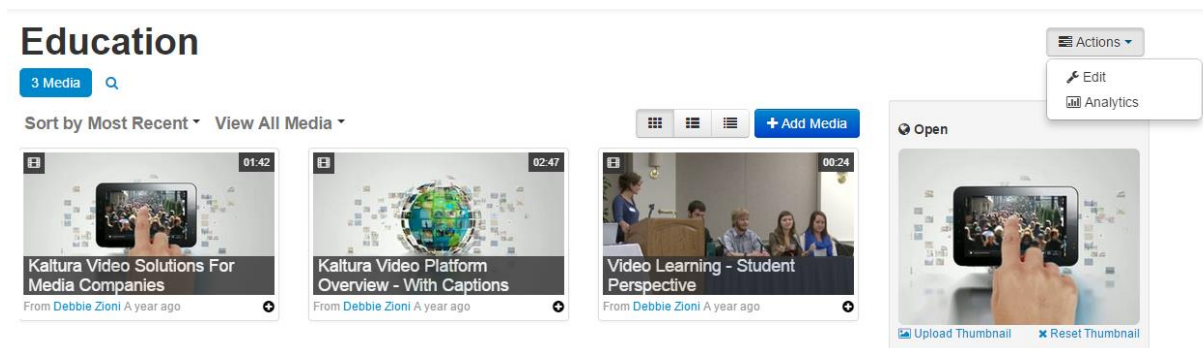 Education
Actions
Edit
Analytics
3 Media
Sort by Most Recent View All Media
+ Add Media
Open
01:42
Kaltura Video Solutions For
Media Companies
From Debbie Zioni A year ago
02:47
Kaltura Video Platform
Overview - With Captions
From Debbie Zioni A year ago
00:24
Video Learning - Student
Perspective
From Debbie Zioni A year ago
Upload Thumbnail
Reset Thumbnail